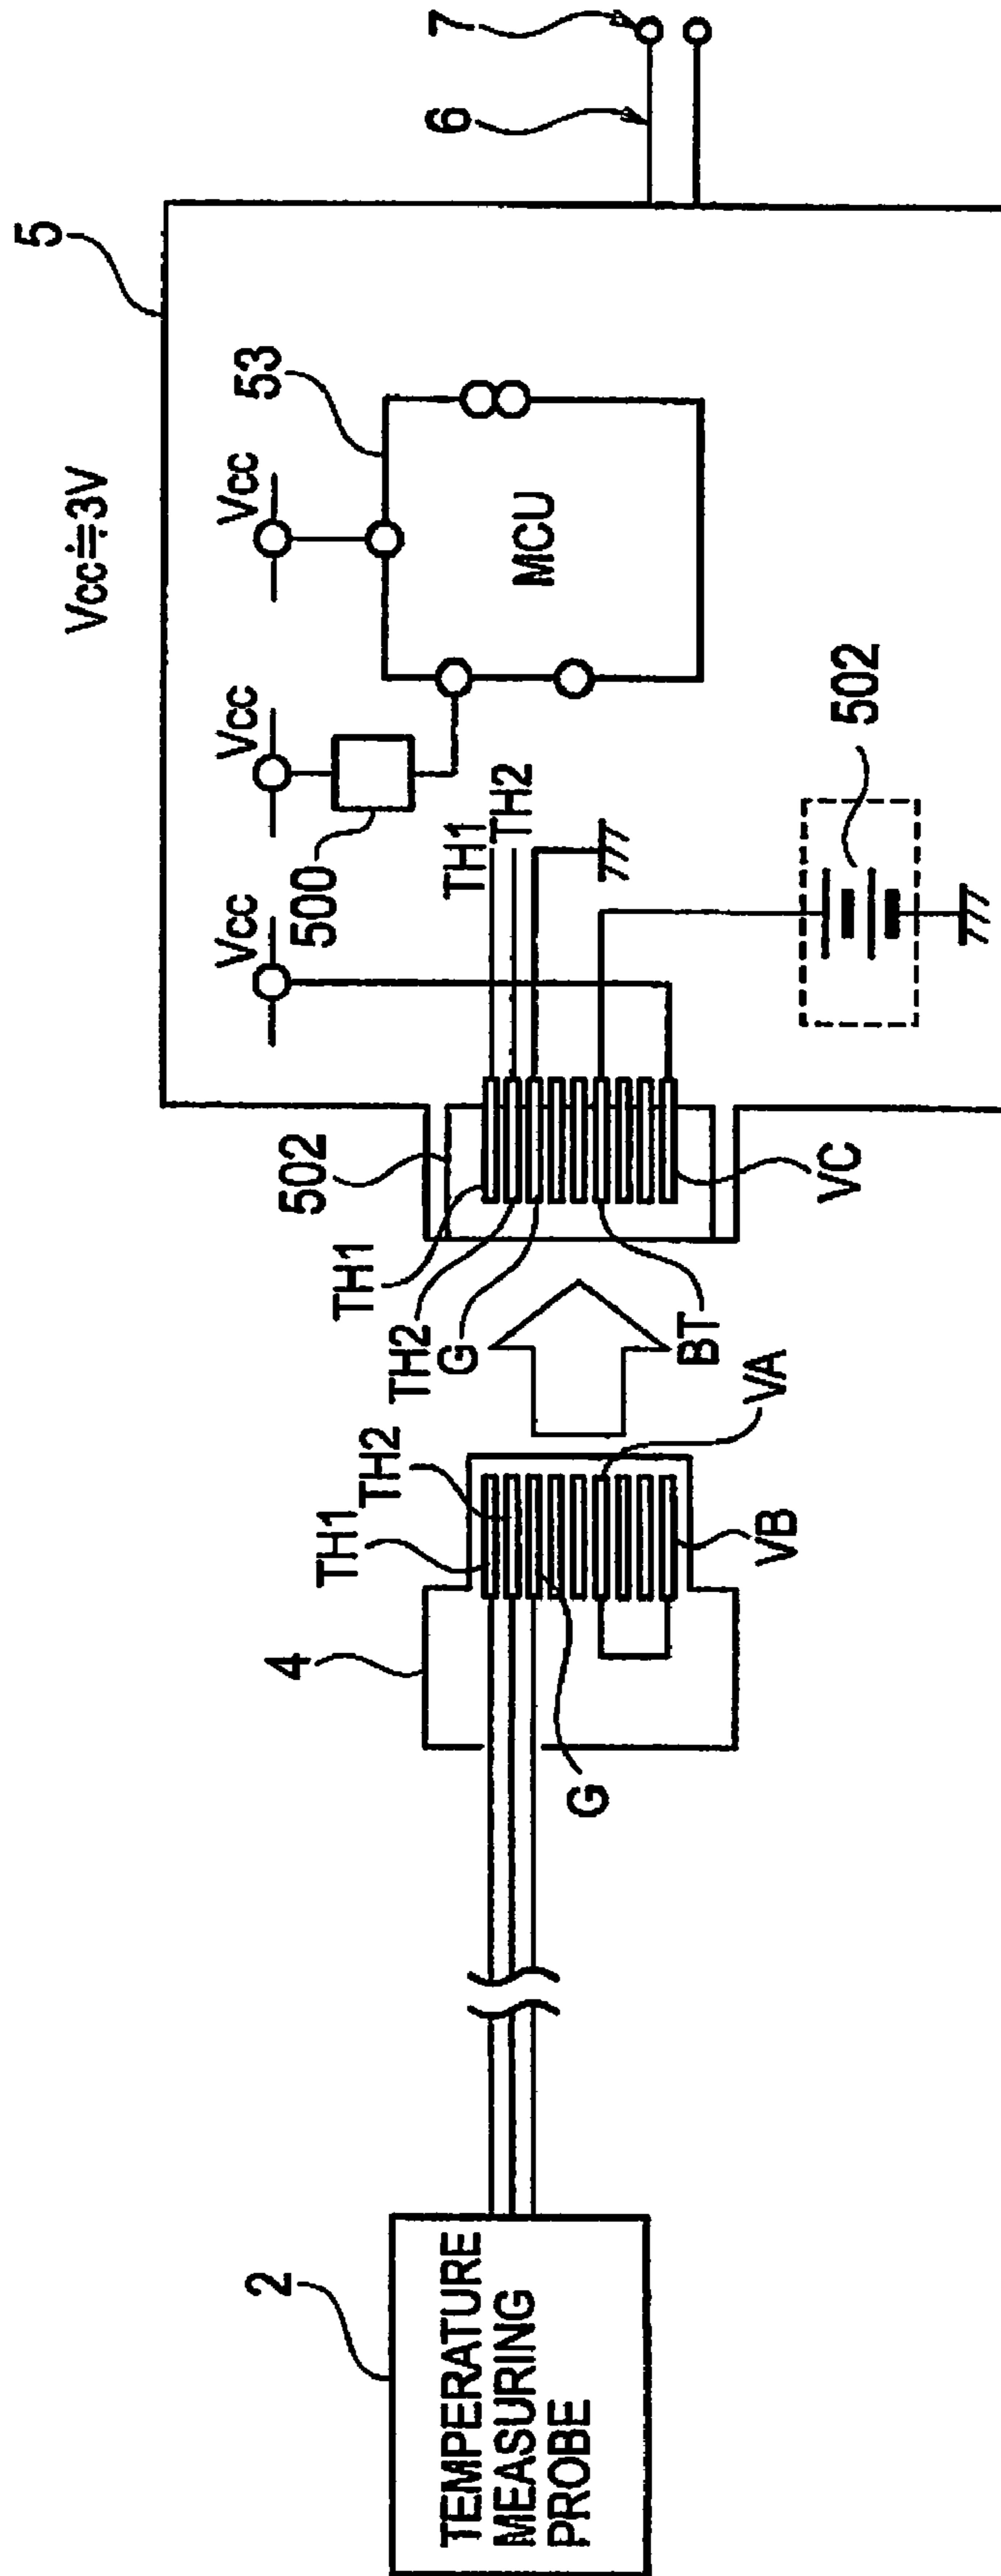 Vcc≒3V
5
7
6
Vcc
Vcc
Vcc
53
500
MCU
TH1
TH2
502
502
TH1
TH2
G
BT
VC
TH1
TH2
4
G
VA
VB
2
TEMPERATURE
MEASURING
PROBE